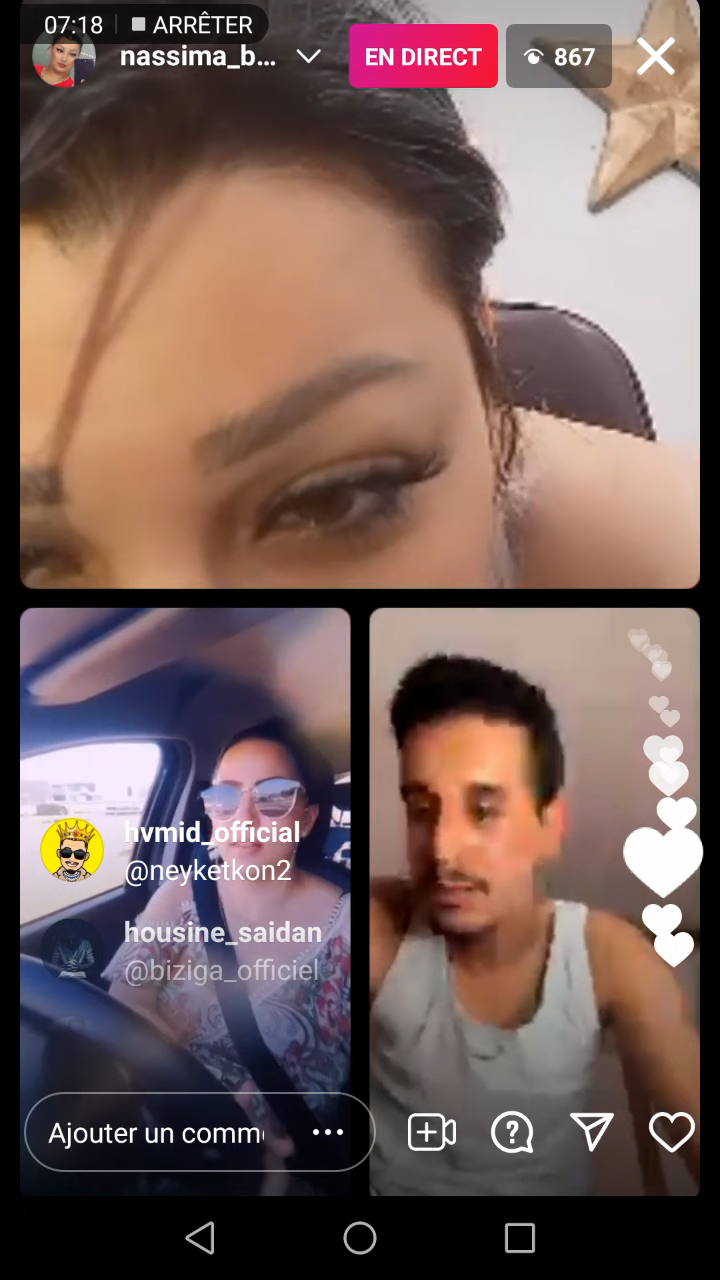 07:18 ARRÊTER
nassima_b... EN DIRECT 867
hvmid_official
@neyketkon2
housine_saidan
@biziga_officiel
Ajouter un comm